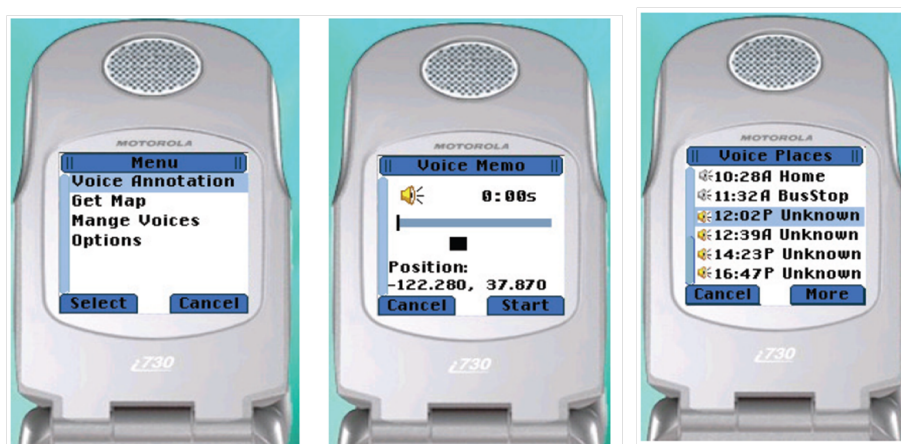 MOTOROLA
Menu
Voice Annotation
Get Map
Mange Voices
Options
Select Cancel
i730
MOTOROLA
Voice Memo
0:00s
Position:
-122.280, 37.870
Cancel Start
i730
MOTOROLA
Voice Places
10:28A Home
11:32A BusStop
12:02P Unknown
12:39A Unknown
14:23P Unknown
16:47P Unknown
Cancel More
i730